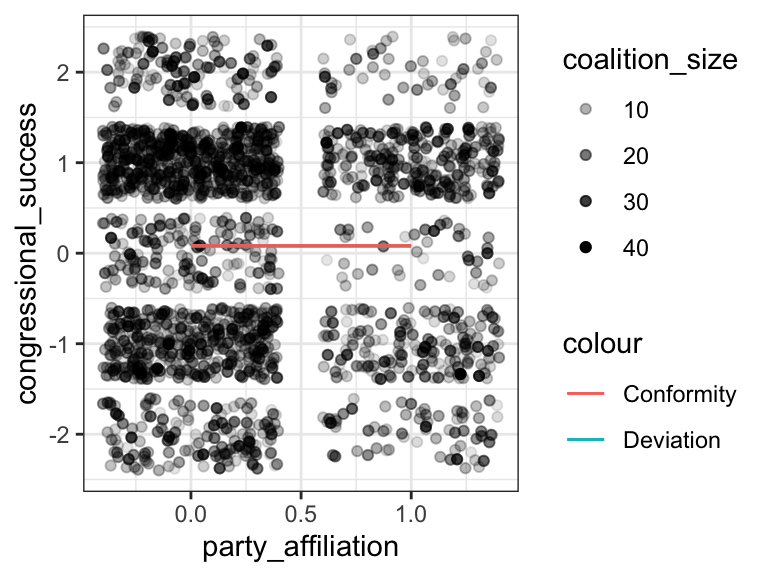 congressional_success
2
1
0
-1
-2
0.0
0.5
1.0
party_affiliation
coalition_size
10
20
30
40
colour
Conformity
Deviation